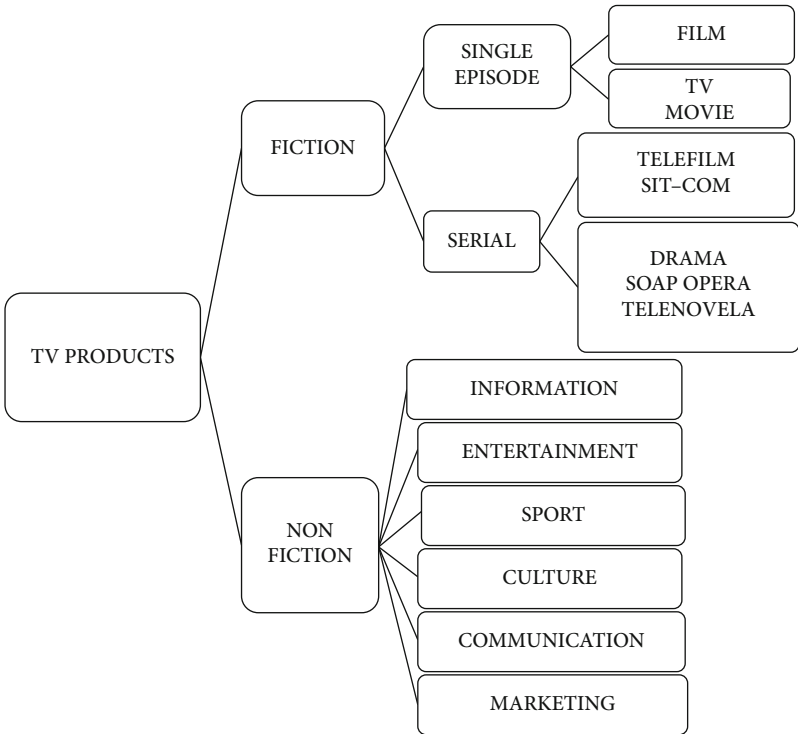 TV PRODUCTS
FICTION
SINGLE
EPISODE
FILM
TV
MOVIE
SERIAL
TELEFILM
SIT–COM
DRAMA
SOAP OPERA
TELENOVELA
NON
FICTION
INFORMATION
ENTERTAINMENT
SPORT
CULTURE
COMMUNICATION
MARKETING